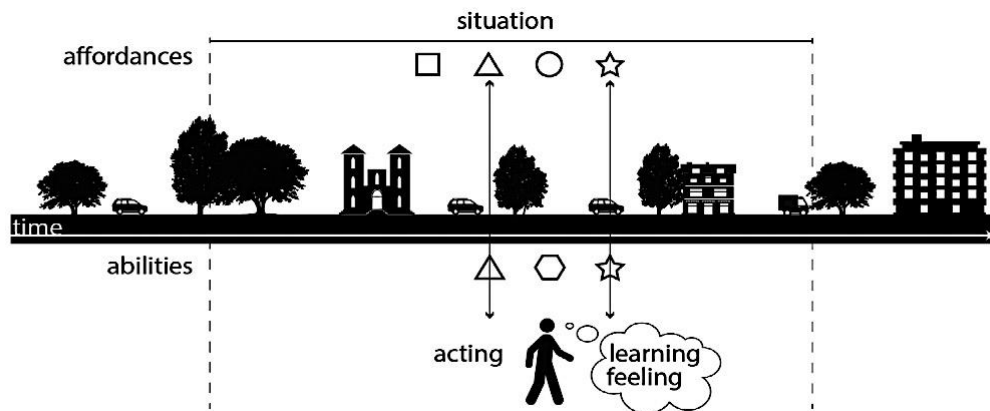 situation
affordances
time
abilities
acting
learning
feeling